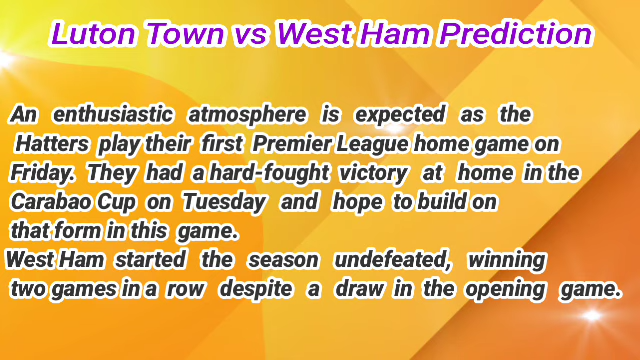 Luton Town vs West Ham Prediction
An enthusiastic atmosphere is expected as the
Hatters play their first Premier League home game on
Friday. They had a hard-fought victory at home in the
Carabao Cup on Tuesday and hope to build on
that form in this game.
West Ham started the season undefeated, winning
two games in a row despite a draw in the opening game.